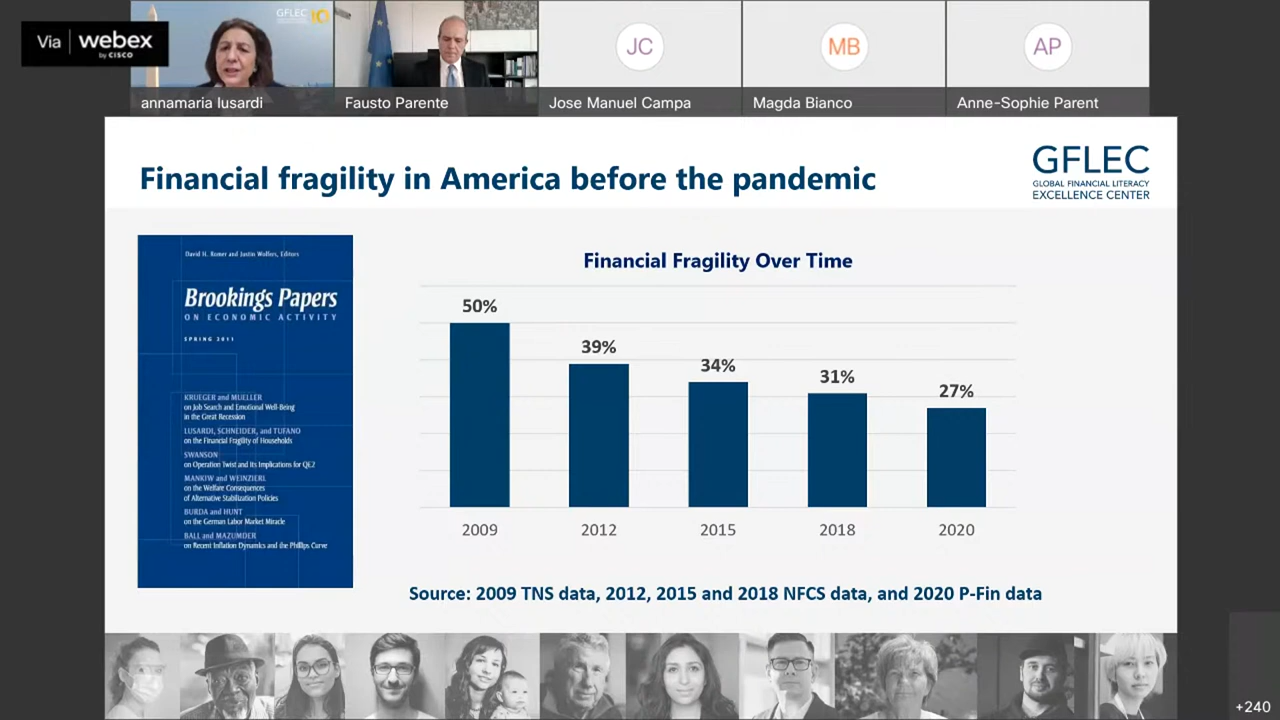 Via webex
by CISCO
GFLEC
10
annamaria lusardi
Fausto Parente
JC
Jose Manuel Campa
MB
Magda Bianco
AP
Anne-Sophie Parent
Financial fragility in America before the pandemic
GFLEC
GLOBAL FINANCIAL LITERACY
EXCELLENCE CENTER
David H. Romer and Justin Wolfers, Editors
Brookings Papers
ON ECONOMIC ACTIVITY
SPRING 2011
KRUEGER and MUELLER
on Job Search and Emotional Well-Being
in the Great Recession
LUSARDI, SCHNEIDER, and TUFANO
on the Financial Fragility of Households
SWANSON
on Operation Twist and Its Implications for QE2
MANKIW and WEINZIERL
on the Welfare Consequences
of Alternative Stabilization Policies
BURDA and HUNT
on the German Labor Market Miracle
BALL and MAZUMDER
on Recent Inflation Dynamics and the Phillips Curve
Financial Fragility Over Time
50%
39%
34%
31%
27%
2009
2012
2015
2018
2020
Source: 2009 TNS data, 2012, 2015 and 2018 NFCS data, and 2020 P-Fin data
+240